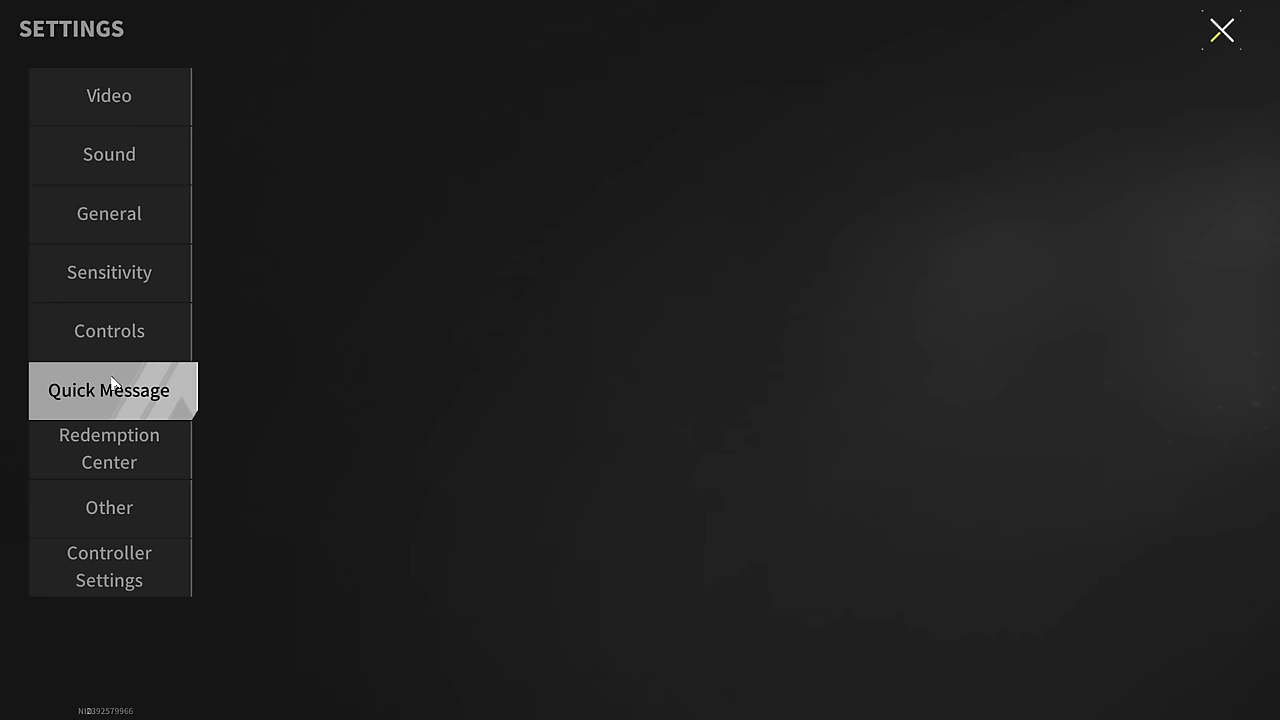 SETTINGS
Video
Sound
General
Sensitivity
Controls
Quick Message
Redemption
Center
Other
Controller
Settings